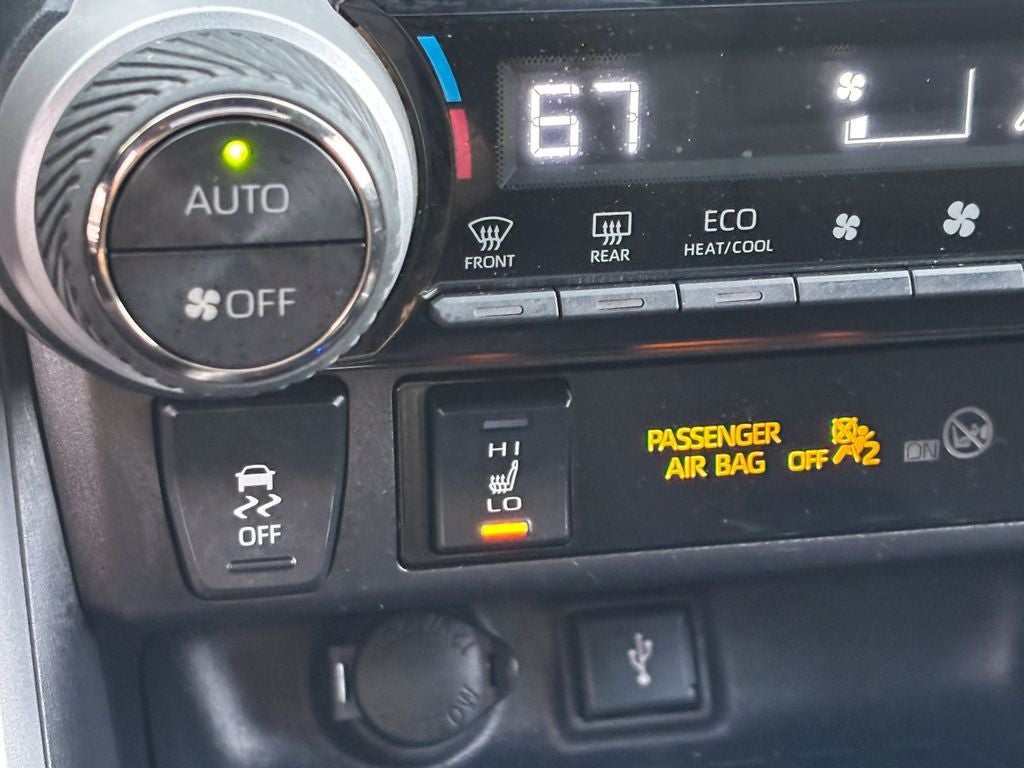 67
AUTO
OFF
FRONT
REAR
ECO
HEAT/COOL
HI
LO
OFF
PASSENGER
AIR BAG OFF 2
ON